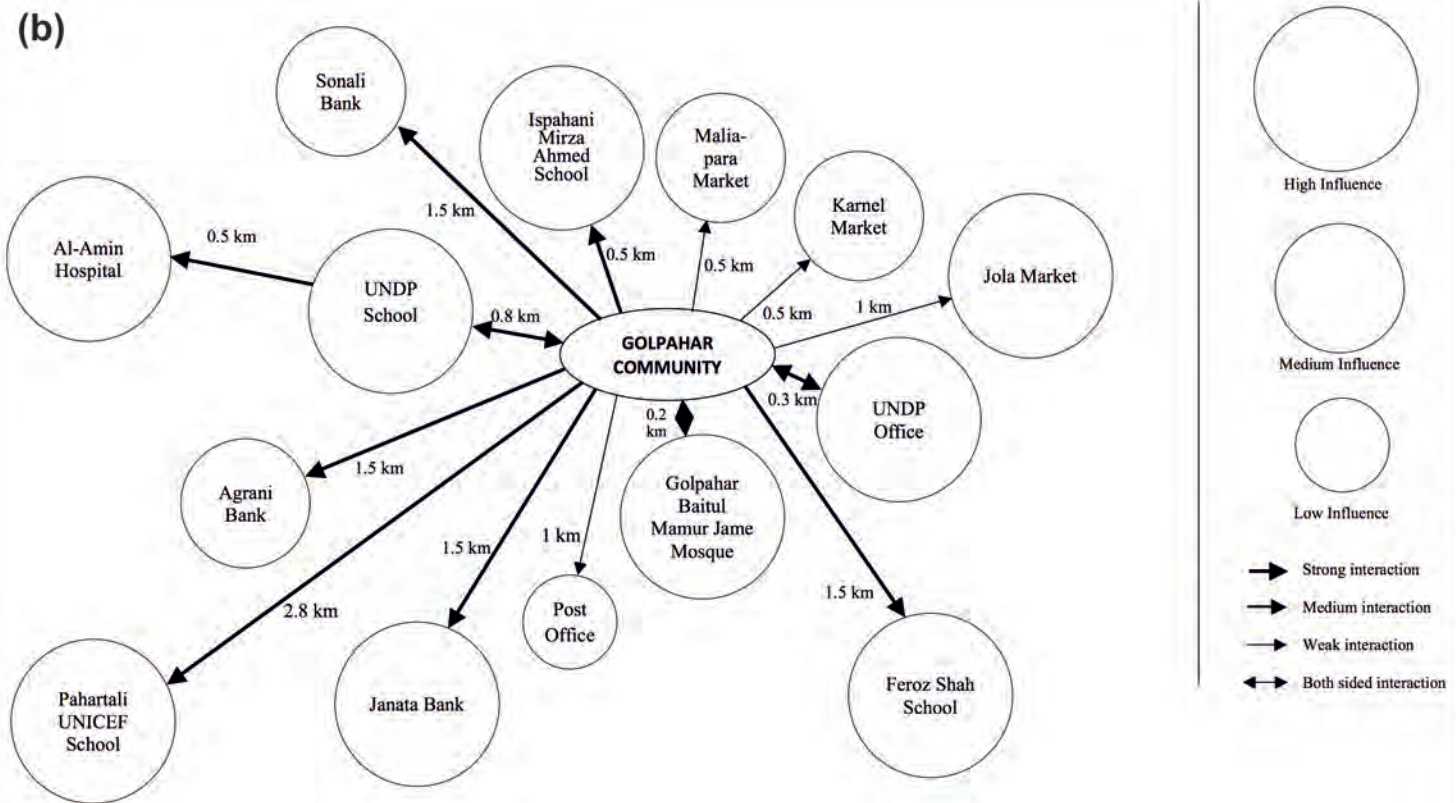 (b)
Sonali
Bank
Ispahani
Mirza
Ahmed
School
Malia-
para
Market
Karnel
Market
Jola Market
Al-Amin
Hospital
UNDP
School
1.5 km
0.5 km
0.5 km
0.5 km
0.5 km
1 km
0.8 km
GOLPAHAR
COMMUNITY
0.3 km
UNDP
Office
0.2
km
Golpahar
Baitul
Mamur Jame
Mosque
Agrani
Bank
1.5 km
1.5 km
1 km
1.5 km
2.8 km
Post
Office
Pahartali
UNICEF
School
Janata Bank
Feroz Shah
School
High Influence
Medium Influence
Low Influence
Strong interaction
Medium interaction
Weak interaction
Both sided interaction